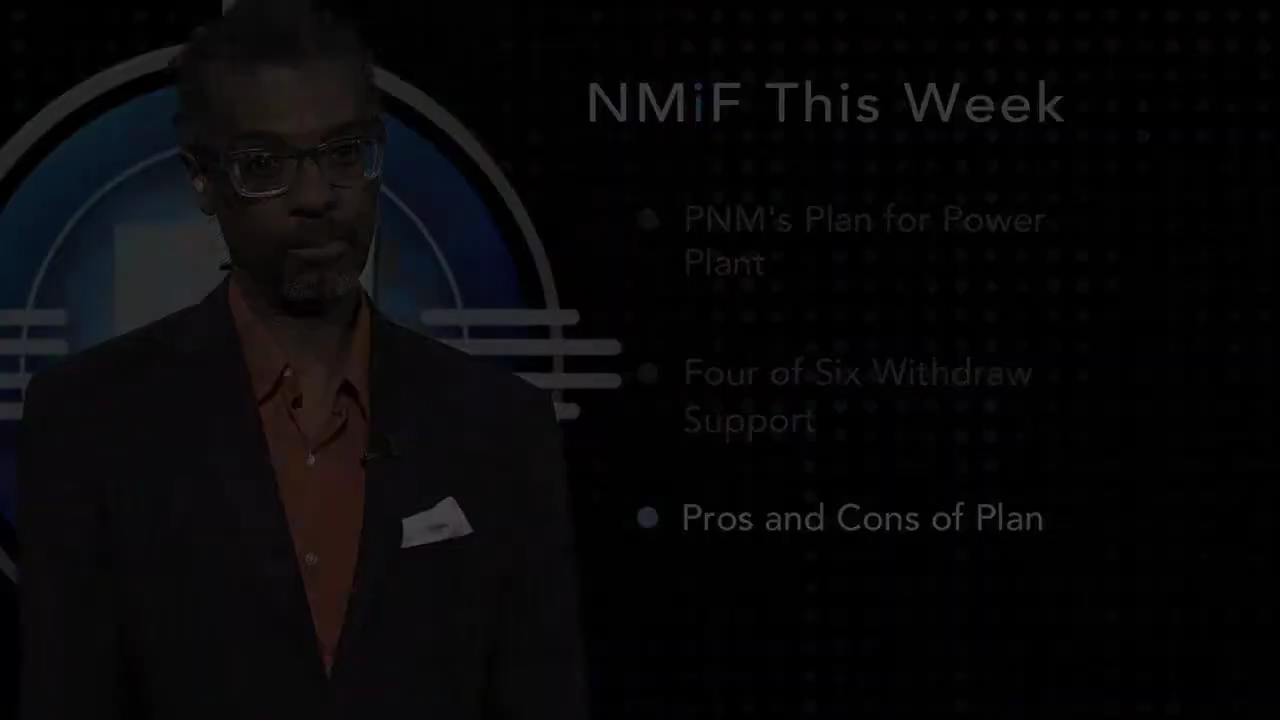 NMiF This Week
PNM's Plan for Power
Plant
Four of Six Withdraw
Support
Pros and Cons of Plan